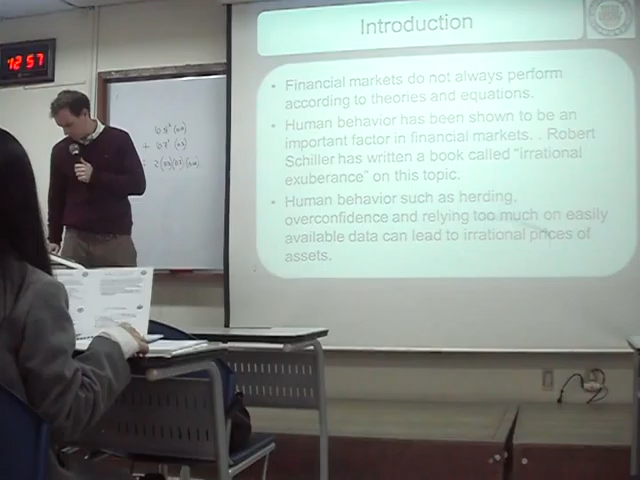 12:57
Introduction
• Financial markets do not always perform
according to theories and equations.
• Human behavior has been shown to be an
important factor in financial markets. . Robert
Schiller has written a book called "irrational
exuberance" on this topic.
• Human behavior such as herding,
overconfidence and relying too much on easily
available data can lead to irrational prices of
assets.